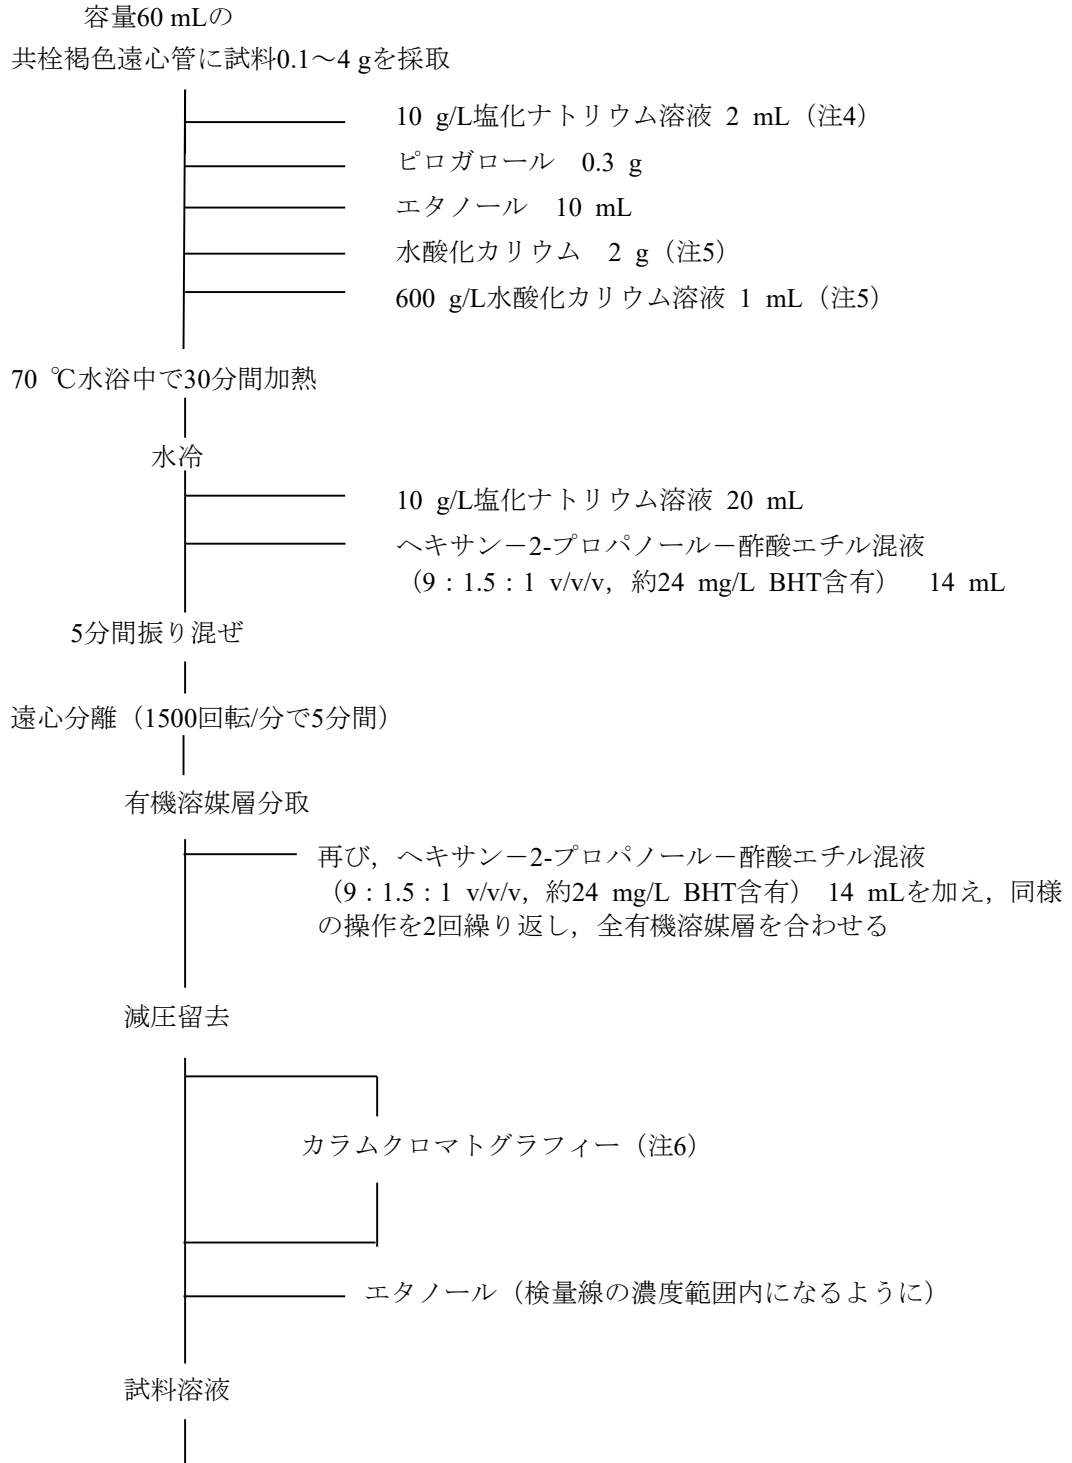 容量60 mLの
共栓褐色遠心管に試料0.1～4 gを採取
10 g/L塩化ナトリウム溶液 2 mL（注4）
ピロガロール　0.3 g
エタノール　10 mL
水酸化カリウム　2 g（注5）
600 g/L水酸化カリウム溶液 1 mL（注5）
70 ℃水浴中で30分間加熱
水冷
10 g/L塩化ナトリウム溶液 20 mL
ヘキサン－2-プロパノール－酢酸エチル混液
（9 : 1.5 : 1 v/v/v，約24 mg/L BHT含有）　14 mL
5分間振り混ぜ
遠心分離（1500回転/分で5分間）
有機溶媒層分取
再び，ヘキサン－2-プロパノール－酢酸エチル混液
（9 : 1.5 : 1 v/v/v，約24 mg/L BHT含有） 14 mLを加え，同様
の操作を2回繰り返し，全有機溶媒層を合わせる
減圧留去
カラムクロマトグラフィー（注6）
エタノール（検量線の濃度範囲内になるように）
試料溶液